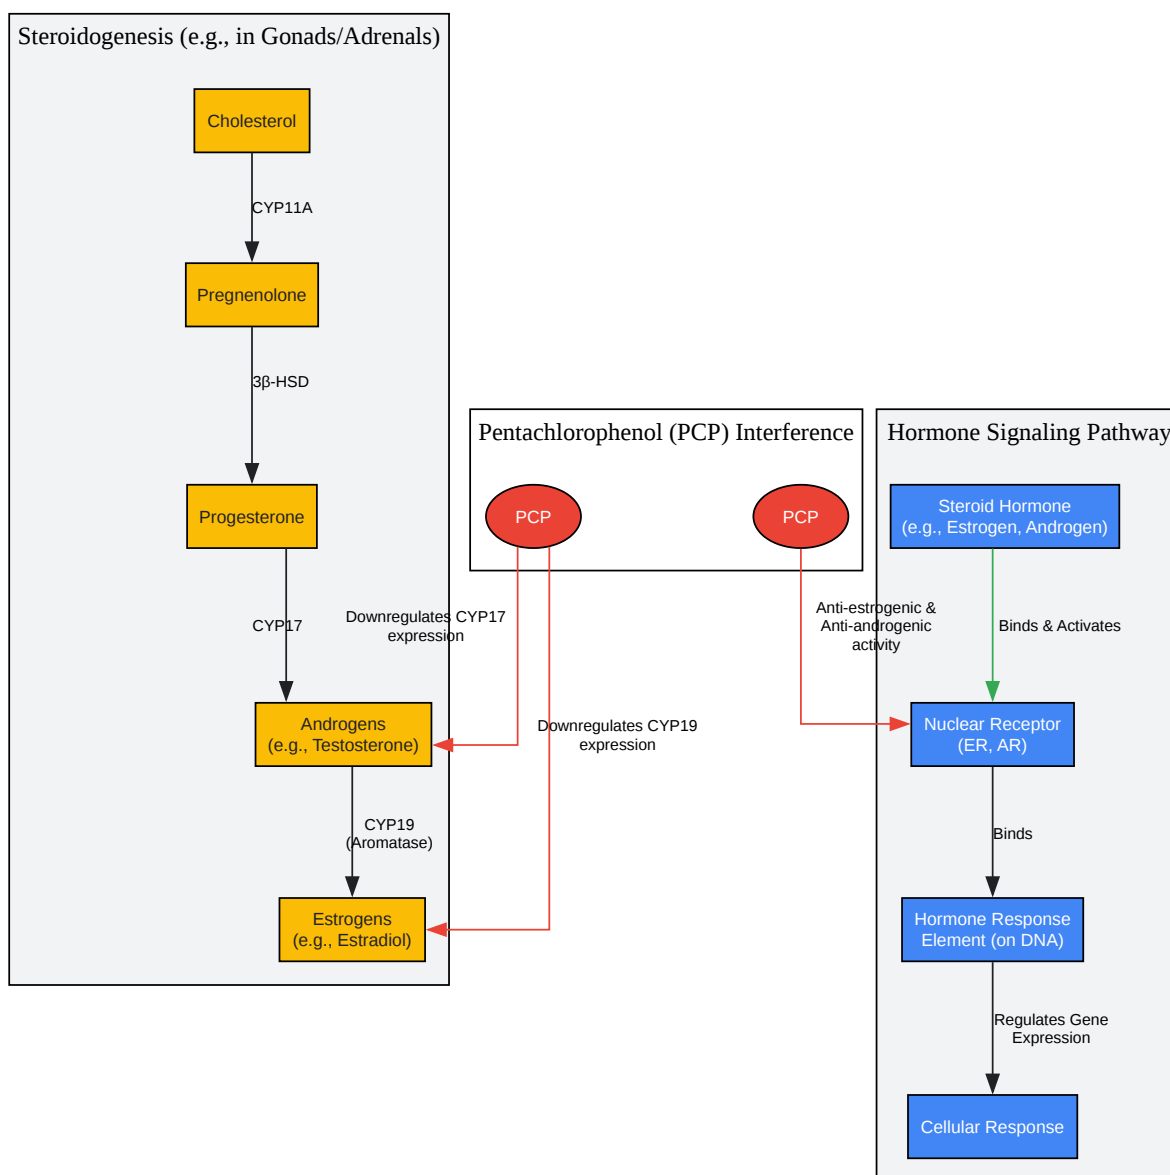 Steroidogenesis (e.g., in Gonads/Adrenals)
Cholesterol
CYP11A
Pregnenolone
3β-HSD
Progesterone
CYP17
Androgens
(e.g., Testosterone)
CYP19
(Aromatase)
Estrogens
(e.g., Estradiol)
Pentachlorophenol (PCP) Interference
PCP
PCP
Downregulates CYP17
expression
Downregulates CYP19
expression
Anti-estrogenic &
Anti-androgenic
activity
Hormone Signaling Pathway
Steroid Hormone
(e.g., Estrogen, Androgen)
Binds & Activates
Nuclear Receptor
(ER, AR)
Binds
Hormone Response
Element (on DNA)
Regulates Gene
Expression
Cellular Response